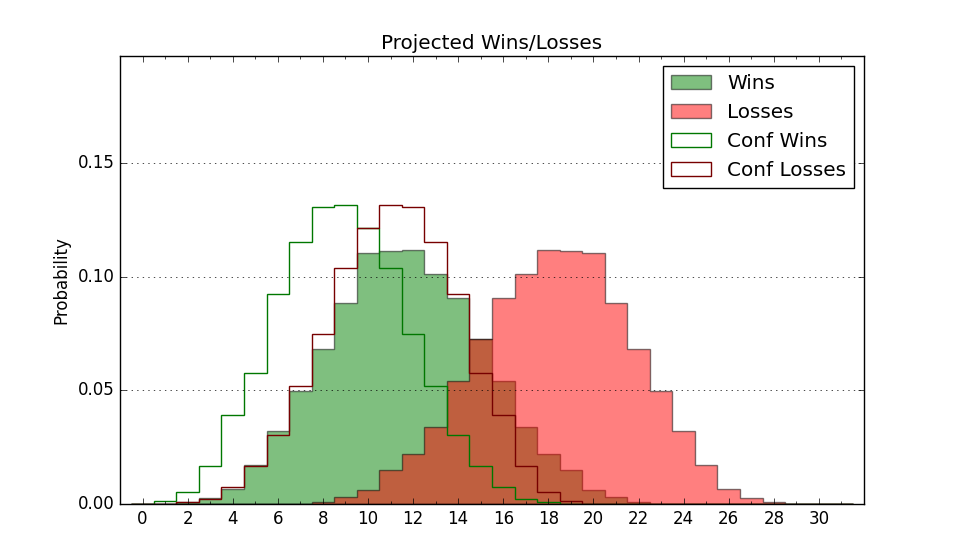 Projected Wins/Losses
Wins
Losses
Conf Wins
Conf Losses
Probability
0.15
0.10
0.05
0.00
0 2 4 6 8 10 12 14 16 18 20 22 24 26 28 30